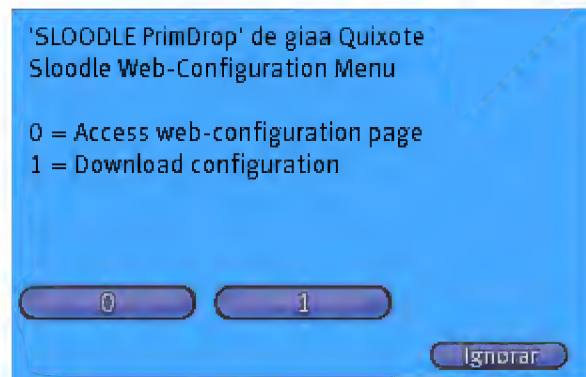 'SLOODLE PrimDrop' de giaa Quixote
Sloodle Web-Configuration Menu
0 = Access web-configuration page
1 = Download configuration
0 1
Ignorar